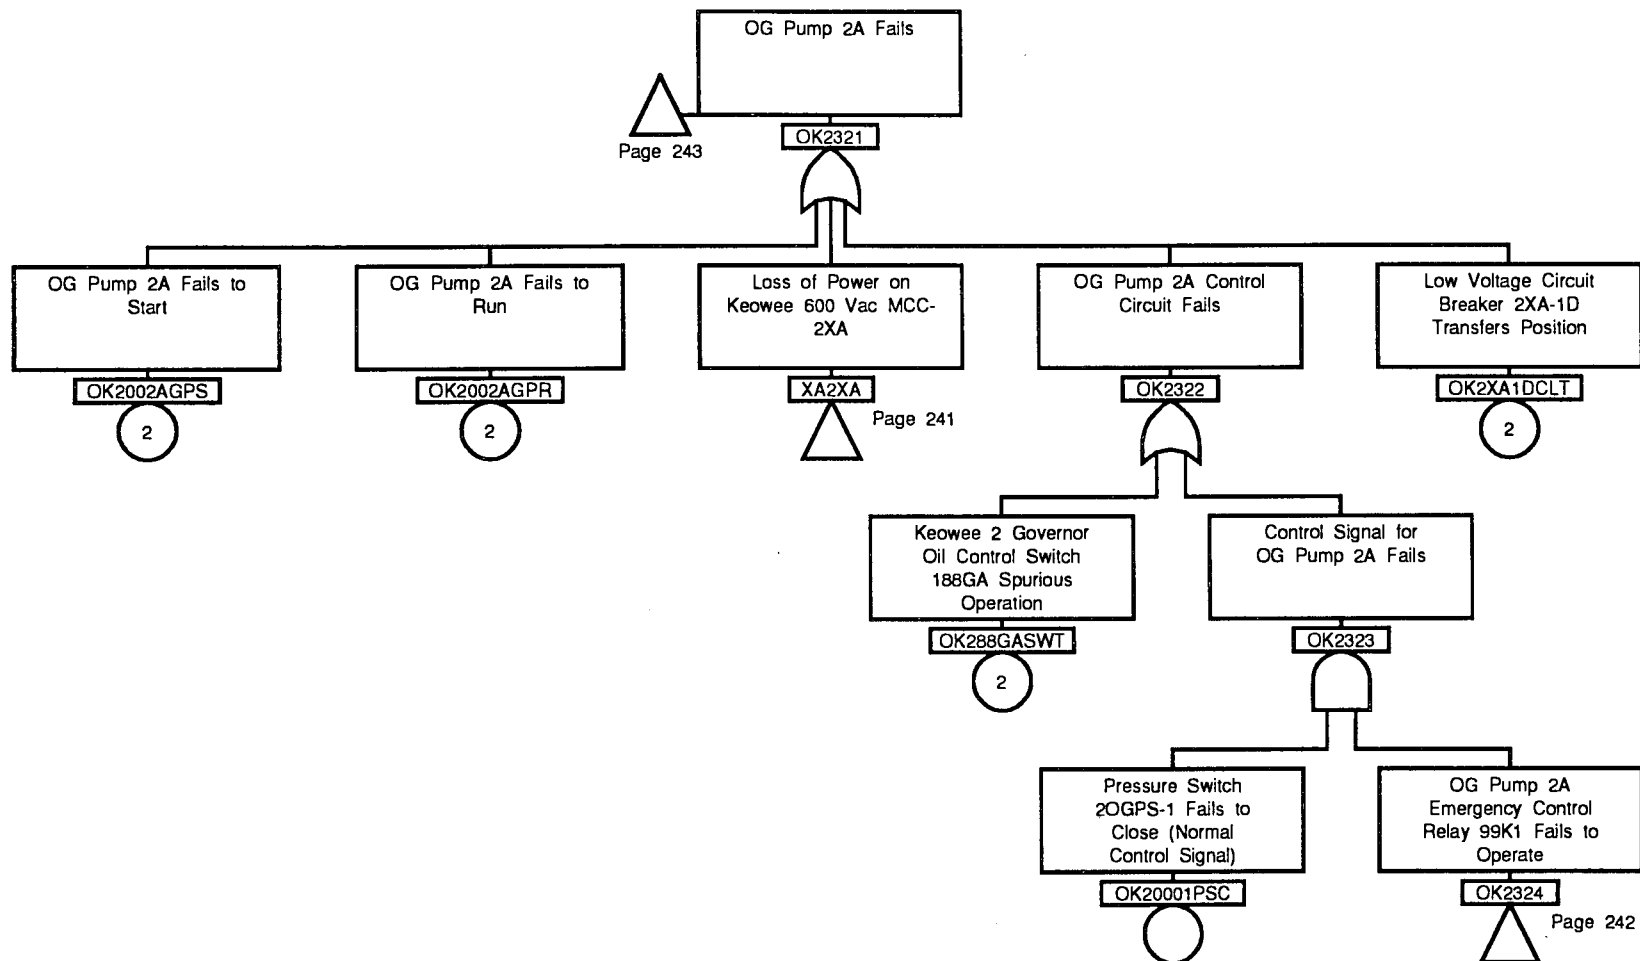 OG Pump 2A Fails
Page 243
OK2321
OG Pump 2A Fails to
Start
OK2002AGPS
2
OG Pump 2A Fails to
Run
OK2002AGPR
2
Loss of Power on
Keowee 600 Vac MCC-
2XA
XA2XA
Page 241
OG Pump 2A Control
Circuit Fails
OK2322
Low Voltage Circuit
Breaker 2XA-1D
Transfers Position
OK2XA1DCLT
2
Keowee 2 Governor
Oil Control Switch
188GA Spurious
Operation
OK288GASWT
2
Control Signal for
OG Pump 2A Fails
OK2323
Pressure Switch
2OGPS-1 Fails to
Close (Normal
Control Signal)
OK20001PSC
OG Pump 2A
Emergency Control
Relay 99K1 Fails to
Operate
OK2324
Page 242